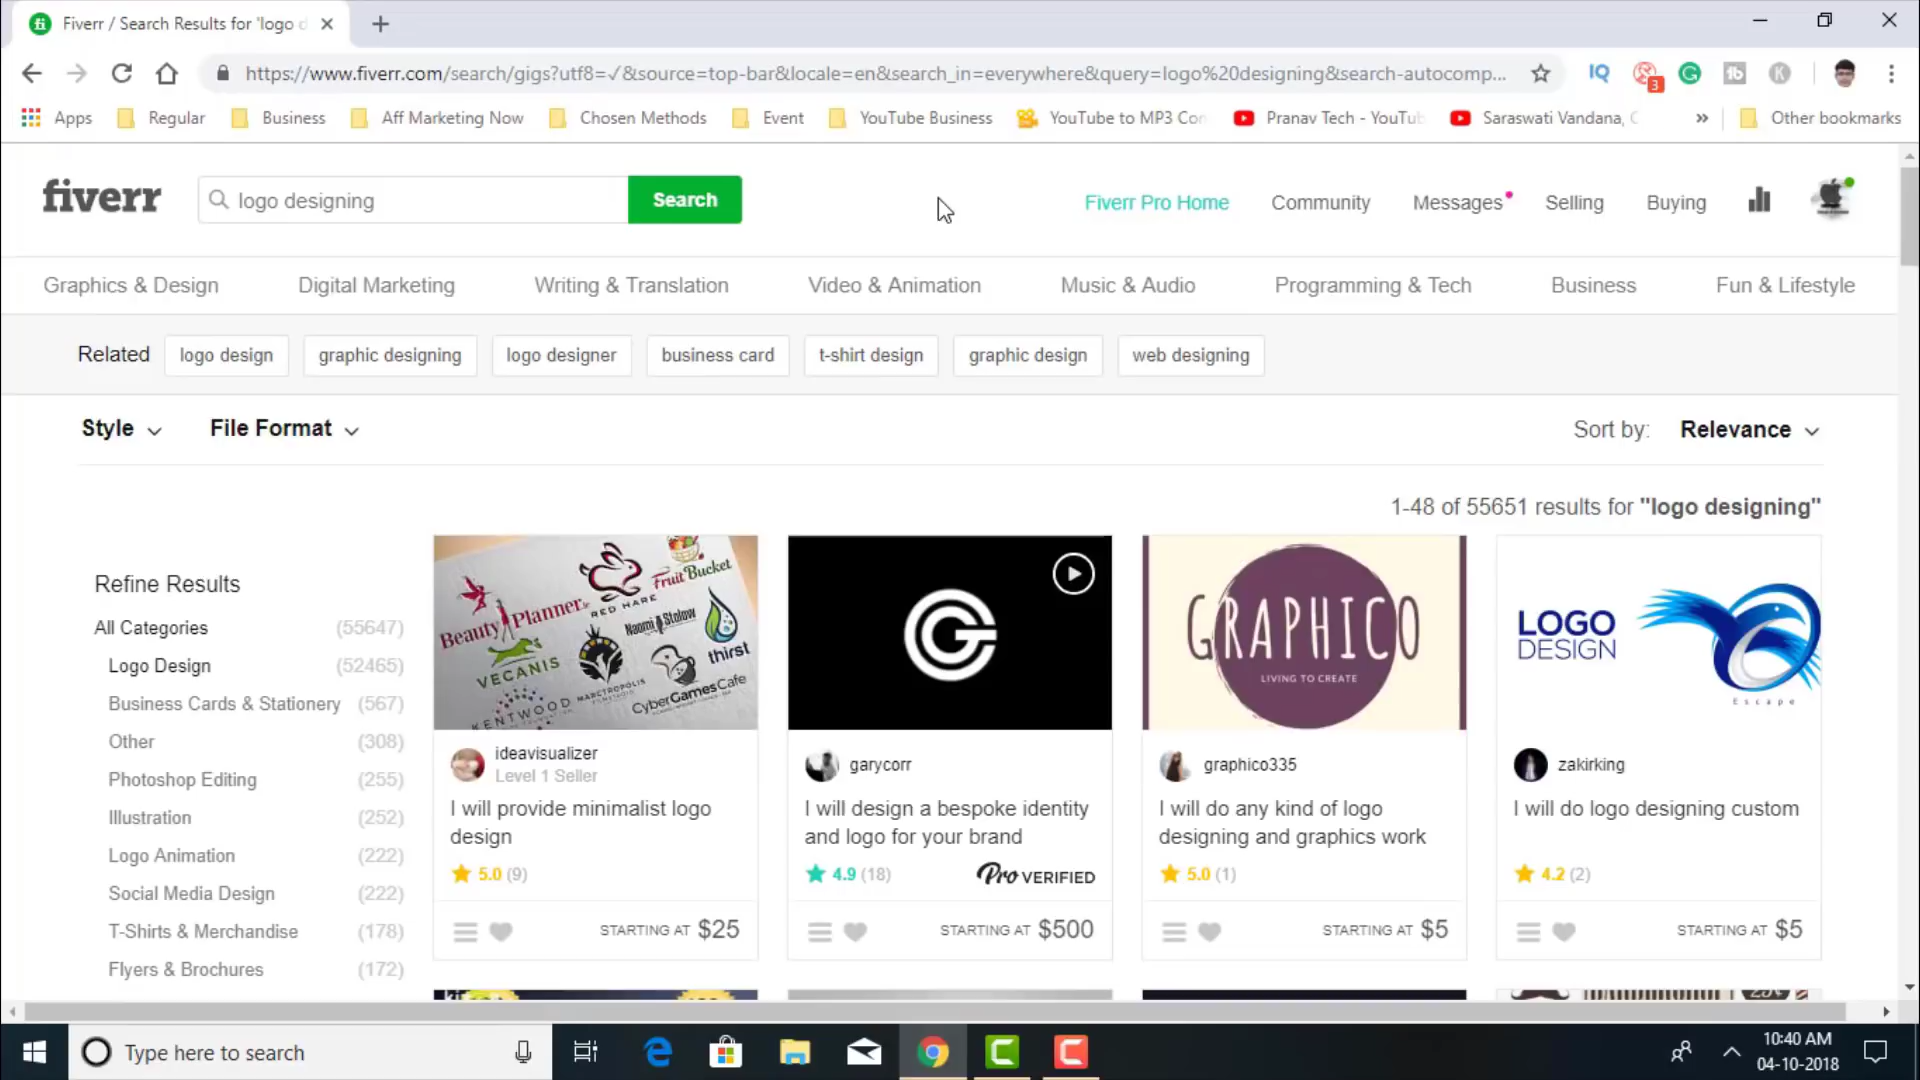 Fiverr / Search Results for 'logo d
https://www.fiverr.com/search/gigs?utf8=✓&source=top-bar&locale=en&search_in=everywhere&query=logo%20designing&search-autocomp...
IQ
3
Apps Regular Business Aff Marketing Now Chosen Methods Event YouTube Business YouTube to MP3 Con Pranav Tech - YouTub Saraswati Vandana, » Other bookmarks
fiverr logo designing Search Fiverr Pro Home Community Messages Selling Buying
Graphics & Design Digital Marketing Writing & Translation Video & Animation Music & Audio Programming & Tech Business Fun & Lifestyle
Related logo design graphic designing logo designer business card t-shirt design graphic design web designing
Style File Format Sort by: Relevance
1-48 of 55651 results for "logo designing"
Refine Results
All Categories (55647)
Logo Design (52465)
Business Cards & Stationery (567)
Other (308)
Photoshop Editing (255)
Illustration (252)
Logo Animation (222)
Social Media Design (222)
T-Shirts & Merchandise (178)
Flyers & Brochures (172)
Beauty Planner
RED HARE
Fruit Bucket
Naomi Stolow
VECANIS
MARCTROPOLIS
thirst
KENTWOOD
CyberGamesCafe
ideavisualizer
Level 1 Seller
I will provide minimalist logo
design
5.0 (9)
STARTING AT $25
garycorr
I will design a bespoke identity
and logo for your brand
4.9 (18) Pro VERIFIED
STARTING AT $500
GRAPHICO
LIVING TO CREATE
graphico335
I will do any kind of logo
designing and graphics work
5.0 (1)
STARTING AT $5
LOGO
DESIGN
Escape
zakirking
I will do logo designing custom
4.2 (2)
STARTING AT $5
Type here to search
10:40 AM
04-10-2018